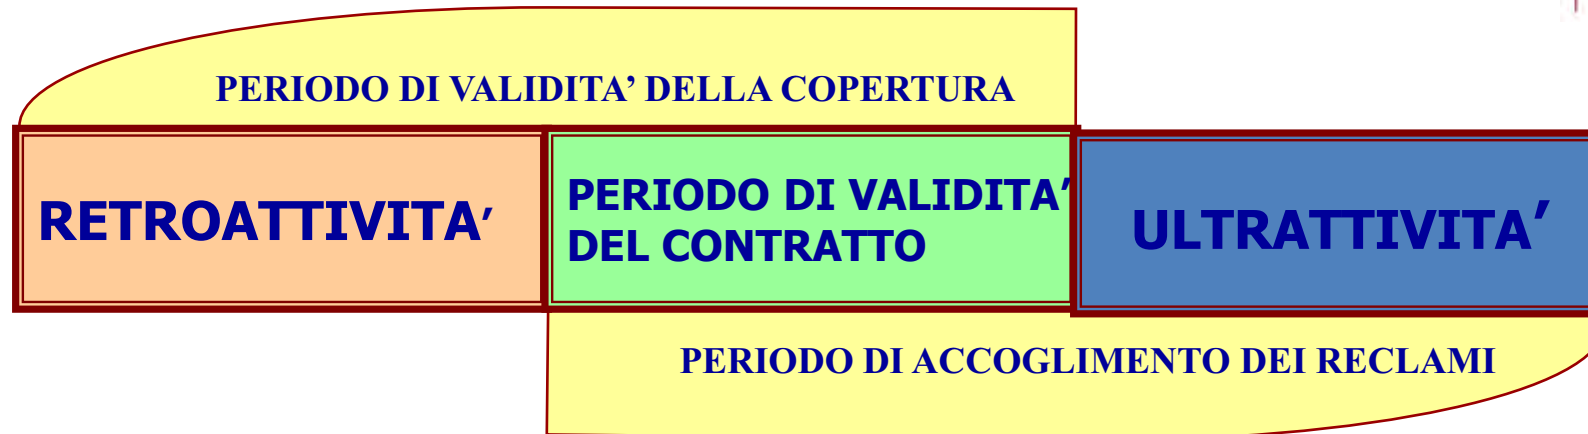 PERIODO DI VALIDITA’ DELLA COPERTURA
RETROATTIVITA’
PERIODO DI VALIDITA’
DEL CONTRATTO
ULTRATTIVITA’
PERIODO DI ACCOGLIMENTO DEI RECLAMI